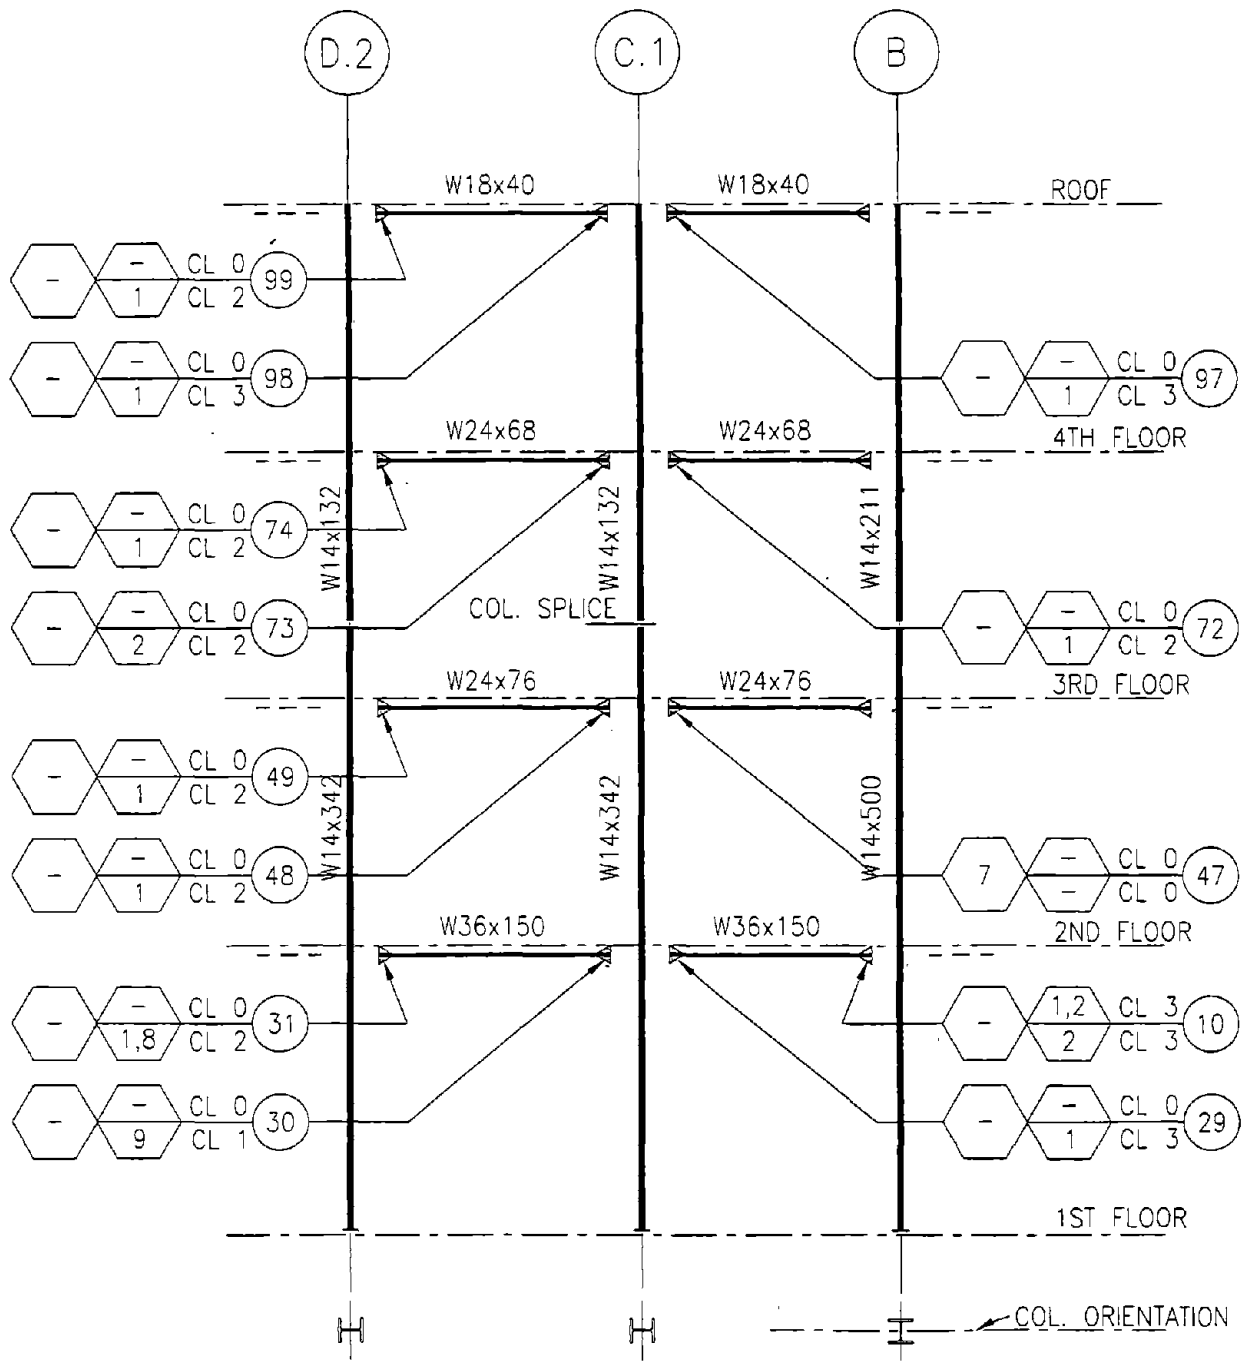 D.2 C.1 B
W18x40 W18x40 ROOF
- - 1 CL 0 CL 2 99
- - 1 CL 0 CL 3 98
- - 1 CL 0 CL 3 97
W24x68 W24x68 4TH FLOOR
W14x132 W14x132 W14x211
- - 1 CL 0 CL 2 74
COL. SPLICE
- - 2 CL 0 CL 2 73
- - 1 CL 0 CL 2 72
W24x76 W24x76 3RD FLOOR
- - 1 CL 0 CL 2 49
W14x342 W14x342 W14x500
- - 1 CL 0 CL 2 48
7 - - CL 0 CL 0 47
W36x150 W36x150 2ND FLOOR
- - 1,8 CL 0 CL 2 31
- 1,2 2 CL 3 CL 3 10
- - 9 CL 0 CL 1 30
- - 1 CL 0 CL 3 29
1ST FLOOR
COL. ORIENTATION